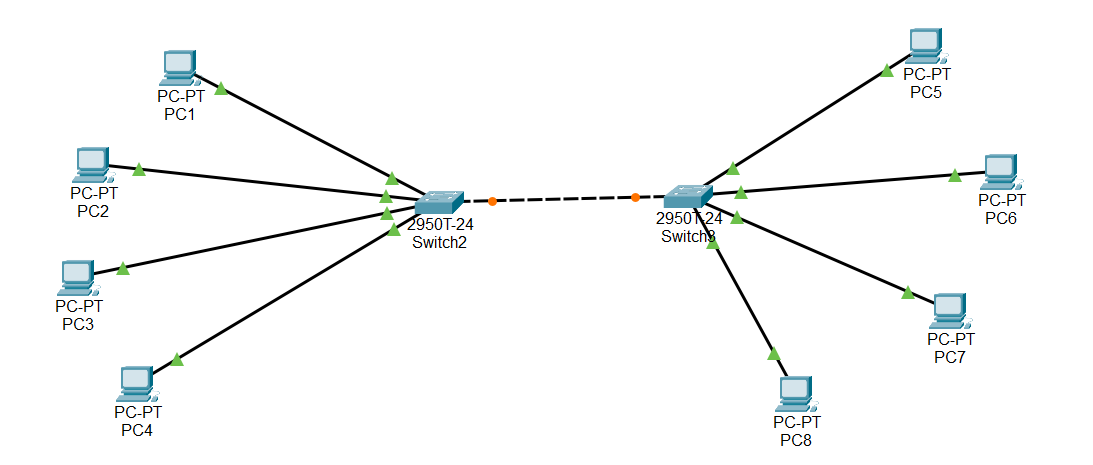 PC-PT
PC1
PC-PT
PC2
PC-PT
PC3
PC-PT
PC4
2950T-24
Switch2
2950T-24
Switch3
PC-PT
PC5
PC-PT
PC6
PC-PT
PC7
PC-PT
PC8